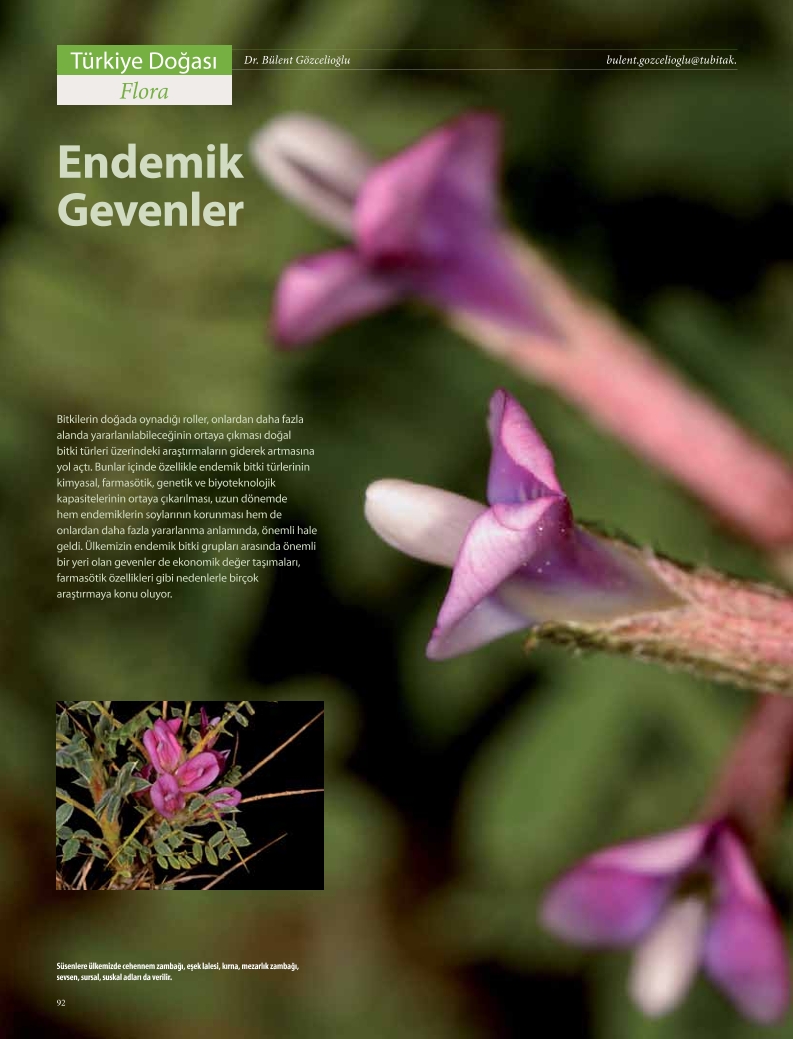 Türkiye Doğası
Flora
Dr. Bülent Gözcelioğlu
bulent.gozcelioglu@tubitak.
Endemik
Gevenler
Bitkilerin doğada oynadığı roller, onlardan daha fazla
alanda yararlanılabileceğinin ortaya çıkması doğal
bitki türleri üzerindeki araştırmaların giderek artmasına
yol açtı. Bunlar içinde özellikle endemik bitki türlerinin
kimyasal, farmasötik, genetik ve biyoteknolojik
kapasitelerinin ortaya çıkarılması, uzun dönemde
hem endemiklerin soylarının korunması hem de
onlardan daha fazla yararlanma anlamında, önemli hale
geldi. Ülkemizin endemik bitki grupları arasında önemli
bir yeri olan gevenler de ekonomik değer taşımaları,
farmasötik özellikleri gibi nedenlerle birçok
araştırmaya konu oluyor.
Süsenlere ülkemizde cehennem zambağı, eşek lalesi, kırna, mezarlık zambağı,
sevsen, sursal, suskal adları da verilir.
92